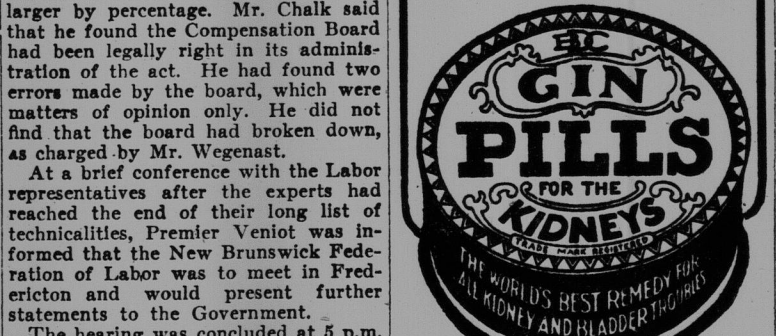 larger by percentage. Mr. Chalk said
that he found the Compensation Board
had been legally right in its adminis-
tration of the act. He had found two
errors made by the board, which were
matters of opinion only. He did not
find that the board had broken down,
as charged by Mr. Wegenast.
At a brief conference with the Labor
representatives after the experts had
reached the end of their long list of
technicalities, Premier Veniot was in-
formed that the New Brunswick Fede-
ration of Labor was to meet in Fred-
ericton and would present further
statements to the Government.
The hearing was concluded at 5 p.m.
GIN
PILLS
FOR THE
KIDNEYS
TRADE MARK REGISTERED
THE WORLD'S BEST REMEDY FOR
ALL KIDNEY AND BLADDER TROUBLES